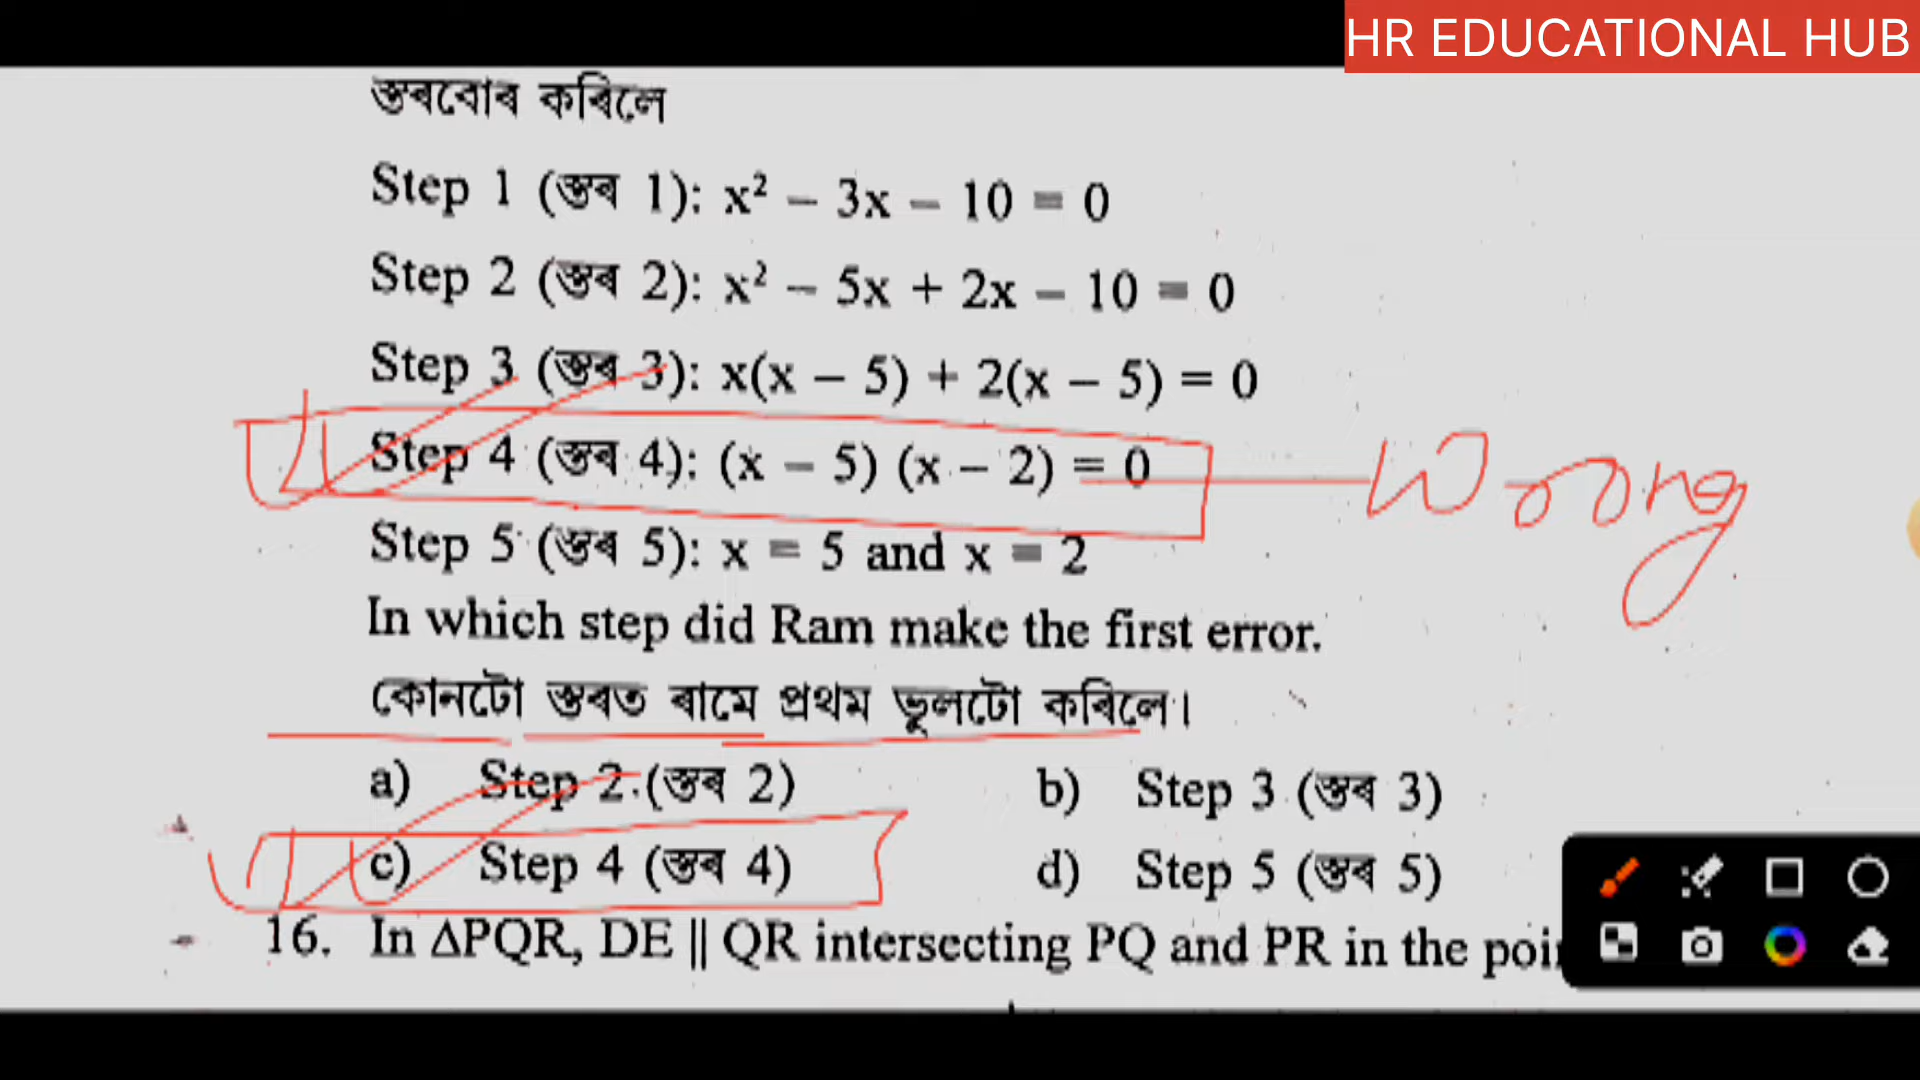 HR EDUCATIONAL HUB
স্তৰবোৰ কৰিলে
Step 1 (স্তৰ 1): x² – 3x – 10 = 0
Step 2 (স্তৰ 2): x² – 5x + 2x – 10 = 0
Step 3 (স্তৰ 3): x(x – 5) + 2(x – 5) = 0
Step 4 (স্তৰ 4): (x – 5) (x – 2) = 0
Wrong
Step 5 (স্তৰ 5): x = 5 and x = 2
In which step did Ram make the first error.
কোনটো স্তৰত ৰামে প্ৰথম ভুলটো কৰিলে।
a) Step 2 (স্তৰ 2) b) Step 3 (স্তৰ 3)
c) Step 4 (স্তৰ 4) d) Step 5 (স্তৰ 5)
16. In ΔPQR, DE || QR intersecting PQ and PR in the